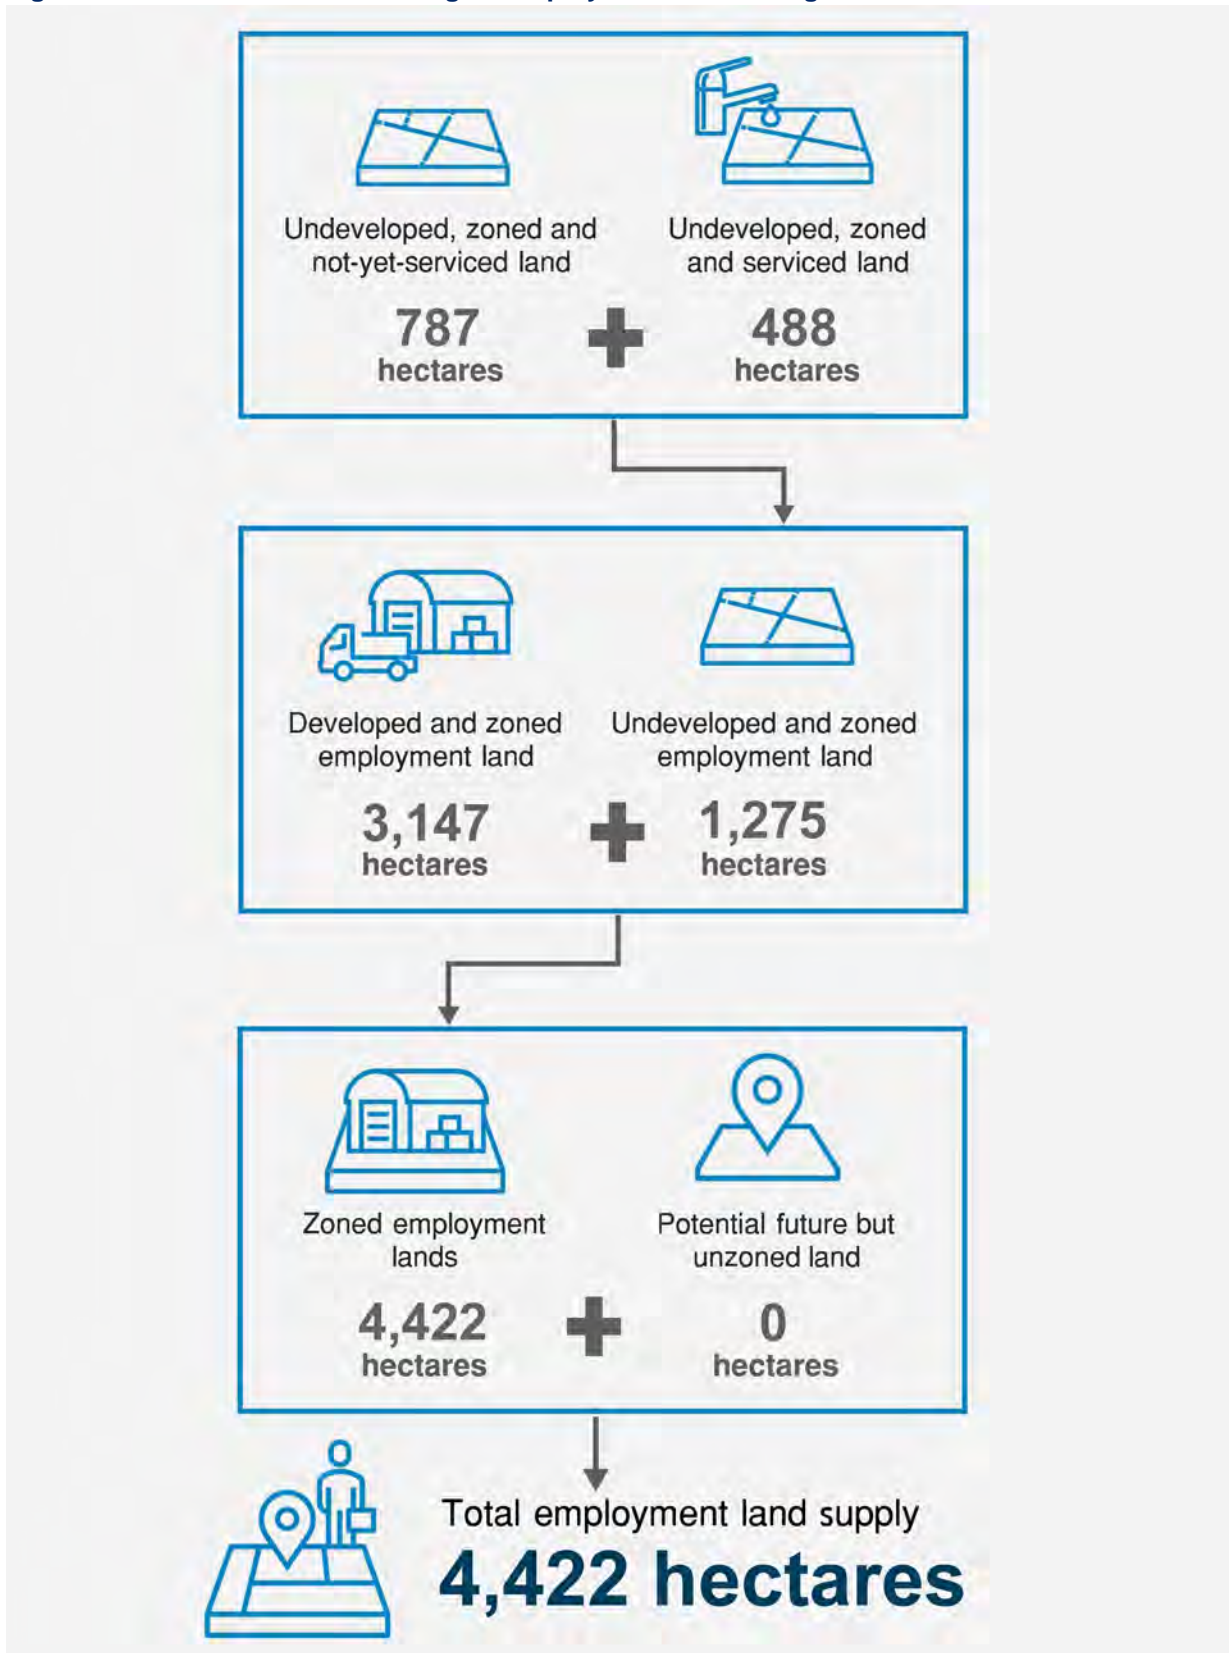 Undeveloped, zoned and
not-yet-serviced land
787
hectares
Undeveloped, zoned
and serviced land
488
hectares
Developed and zoned
employment land
3,147
hectares
Undeveloped and zoned
employment land
1,275
hectares
Zoned employment
lands
4,422
hectares
Potential future but
unzoned land
0
hectares
Total employment land supply
4,422 hectares